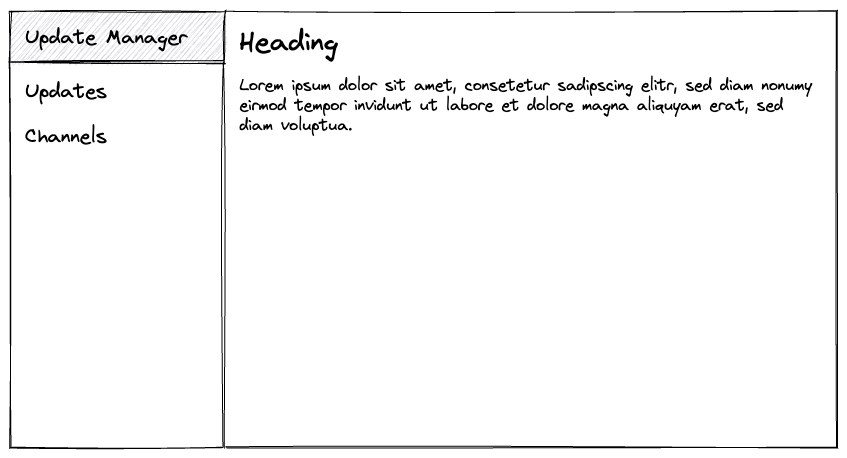 Update Manager
Updates
Channels
Heading
Lorem ipsum dolor sit amet, consetetur sadipscing elitr, sed diam nonumy
eirmod tempor invidunt ut labore et dolore magna aliquyam erat, sed
diam voluptua.